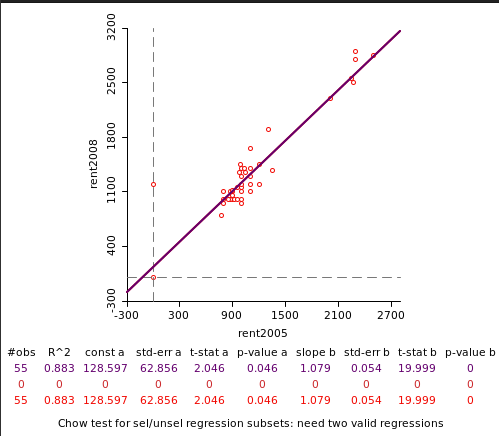 3200
2500
1800
1100
400
-300
rent2008
-300 300 900 1500 2100 2700
rent2005
#obs R^2 const a std-err a t-stat a p-value a slope b std-err b t-stat b p-value b
55 0.883 128.597 62.856 2.046 0.046 1.079 0.054 19.999 0
0 0 0 0 0 0 0 0 0 0
55 0.883 128.597 62.856 2.046 0.046 1.079 0.054 19.999 0
Chow test for sel/unsel regression subsets: need two valid regressions